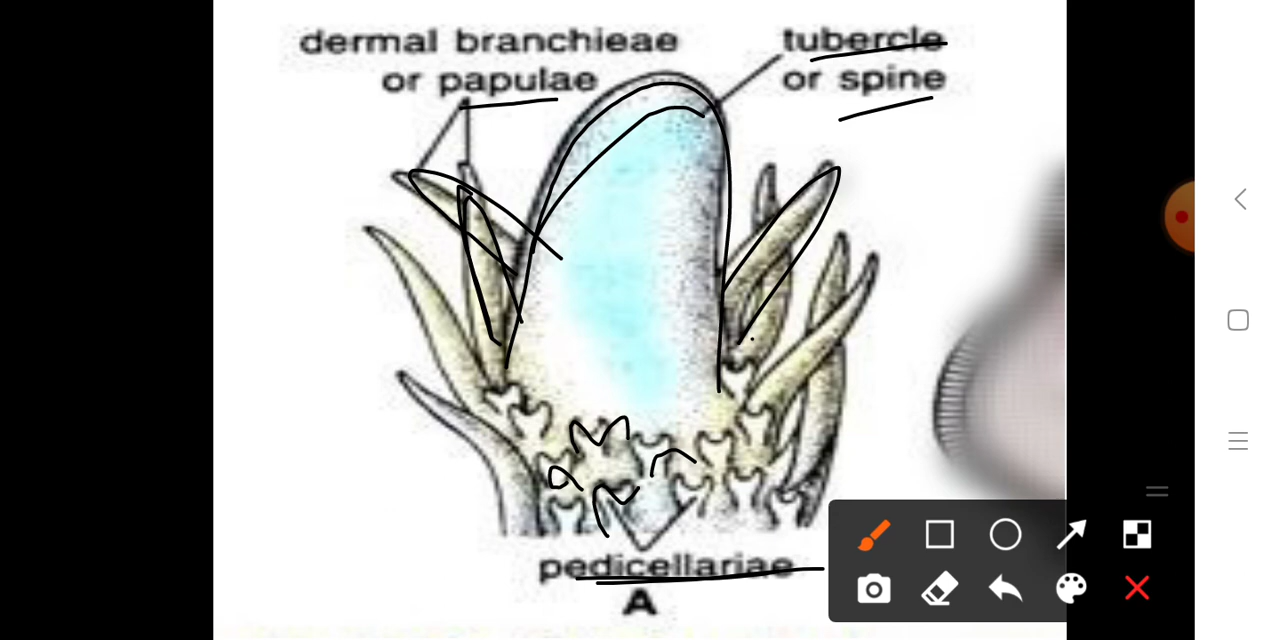 dermal branchieae
or papulae
tubercle
or spine
pedicellariae
A